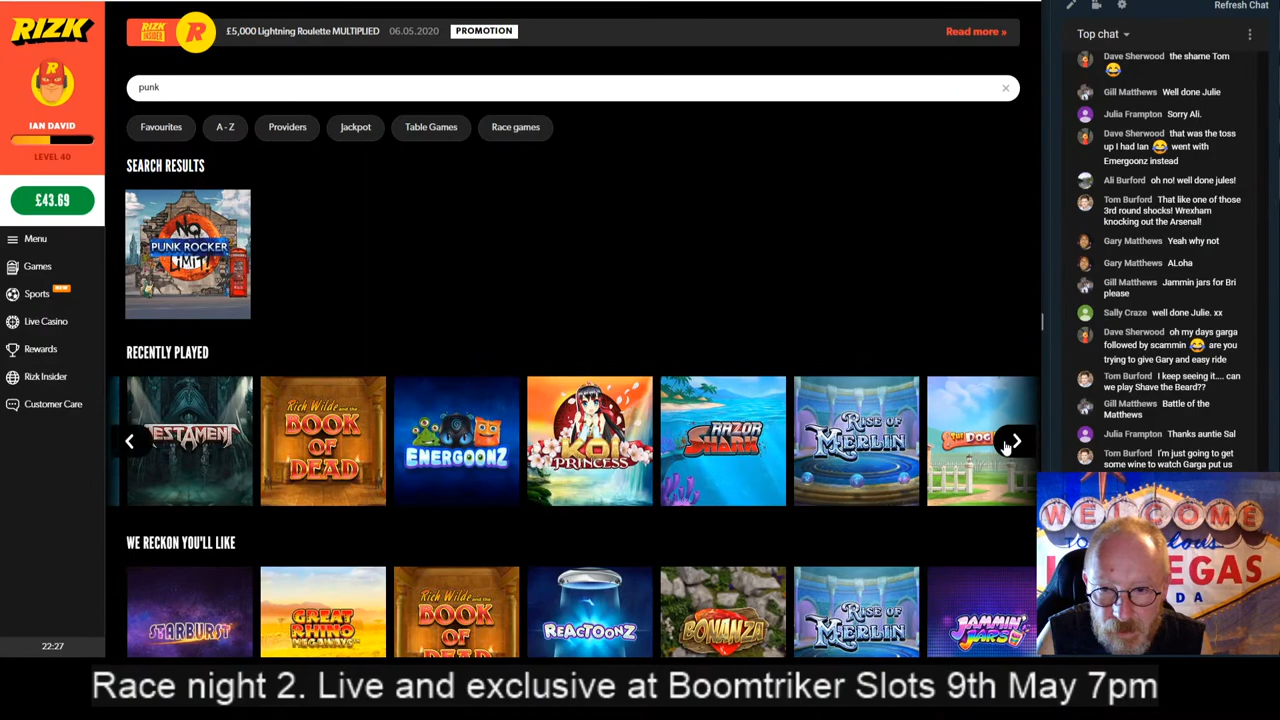 RIZK
R
IAN DAVID
LEVEL 40
£43.69
Menu
Games
Sports NEW
Live Casino
Rewards
Rizk Insider
Customer Care
22:27
RIZK INSIDER
R
£5,000 Lightning Roulette MULTIPLIED 06.05.2020 PROMOTION Read more »
punk
Favourites A - Z Providers Jackpot Table Games Race games
SEARCH RESULTS
NO
PUNK ROCKER
LIMIT
RECENTLY PLAYED
TESTAMENT
Rich Wilde and the
BOOK
OF
DEAD
ENERGOONZ
KOI
PRINCESS
RAZOR
SHARK
RISE OF
MERLIN
THE DOG
WE RECKON YOU'LL LIKE
STARBURST
GREAT
RHINO
MEGAWAYS
Rich Wilde and the
BOOK
OF
DEAD
REACTOONZ
BONANZA
RISE OF
MERLIN
JAMMIN'
JARS
Refresh Chat
Top chat
Dave Sherwood the shame Tom
Gill Matthews Well done Julie
Julia Frampton Sorry Ali.
Dave Sherwood that was the toss
up I had Ian 😂 went with
Emergoonz instead
Ali Burford oh no! well done jules!
Tom Burford That like one of those
3rd round shocks! Wrexham
knocking out the Arsenal!
Gary Matthews Yeah why not
Gary Matthews ALoha
Gill Matthews Jammin jars for Bri
please
Sally Craze well done Julie. xx
Dave Sherwood oh my days garga
followed by scammin 😂 are you
trying to give Gary and easy ride
Tom Burford I keep seeing it.... can
we play Shave the Beard??
Gill Matthews Battle of the
Matthews
Julia Frampton Thanks auntie Sal
Tom Burford I'm just going to get
some wine to watch Garga put us
WELCOME
TO
VEGAS
Race night 2. Live and exclusive at Boomtriker Slots 9th May 7pm